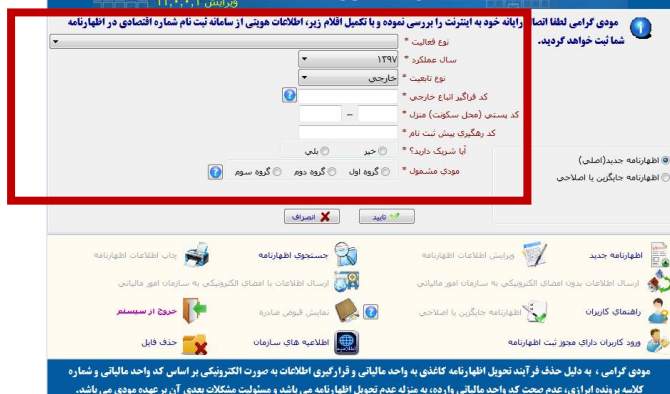 ویرایش ۱۱,۰,۰,۱
مودی گرامی لطفا اتصال رایانه خود به اینترنت را بررسی نموده و با تکمیل اقلام زیر، اطلاعات هویتی از سامانه ثبت نام شماره اقتصادی در اظهارنامه
شما ثبت خواهد گردید.
نوع فعالیت *
سال عملکرد * ۱۳۹۷
نوع تابعیت * خارجی
کد فراگیر اتباع خارجی *
کد پستی (محل سکونت) منزل * –
کد رهگیری پیش ثبت نام *
آیا شریک دارید؟ * خیر بلی
مودی مشمول * گروه اول گروه دوم گروه سوم
اظهارنامه جدید(اصلی)
اظهارنامه جایگزین یا اصلاحی
تایید انصراف
اظهارنامه جدید ویرایش اطلاعات اظهارنامه جستجوی اظهارنامه چاپ اطلاعات اظهارنامه
ارسال اطلاعات بدون امضای الکترونیکی به سازمان امور مالیاتی ارسال اطلاعات با امضای الکترونیکی به سازمان امور مالیاتی
راهنمای کاربران اظهارنامه جایگزین یا اصلاحی نمایش قبوض صادره خروج از سیستم
ورود کاربران دارای مجوز ثبت اظهارنامه اطلاعیه های سازمان حذف فایل
مودی گرامی ، به دلیل حذف فرآیند تحویل اظهارنامه کاغذی به واحد مالیاتی و قرارگیری اطلاعات به صورت الکترونیکی بر اساس کد واحد مالیاتی و شماره
کلاسه پرونده ابرازی، عدم صحت کد واحد مالیاتی وارده، به منزله عدم تحویل اظهارنامه می باشد و مسئولیت مشکلات بعدی آن بر عهده مودی می باشد.